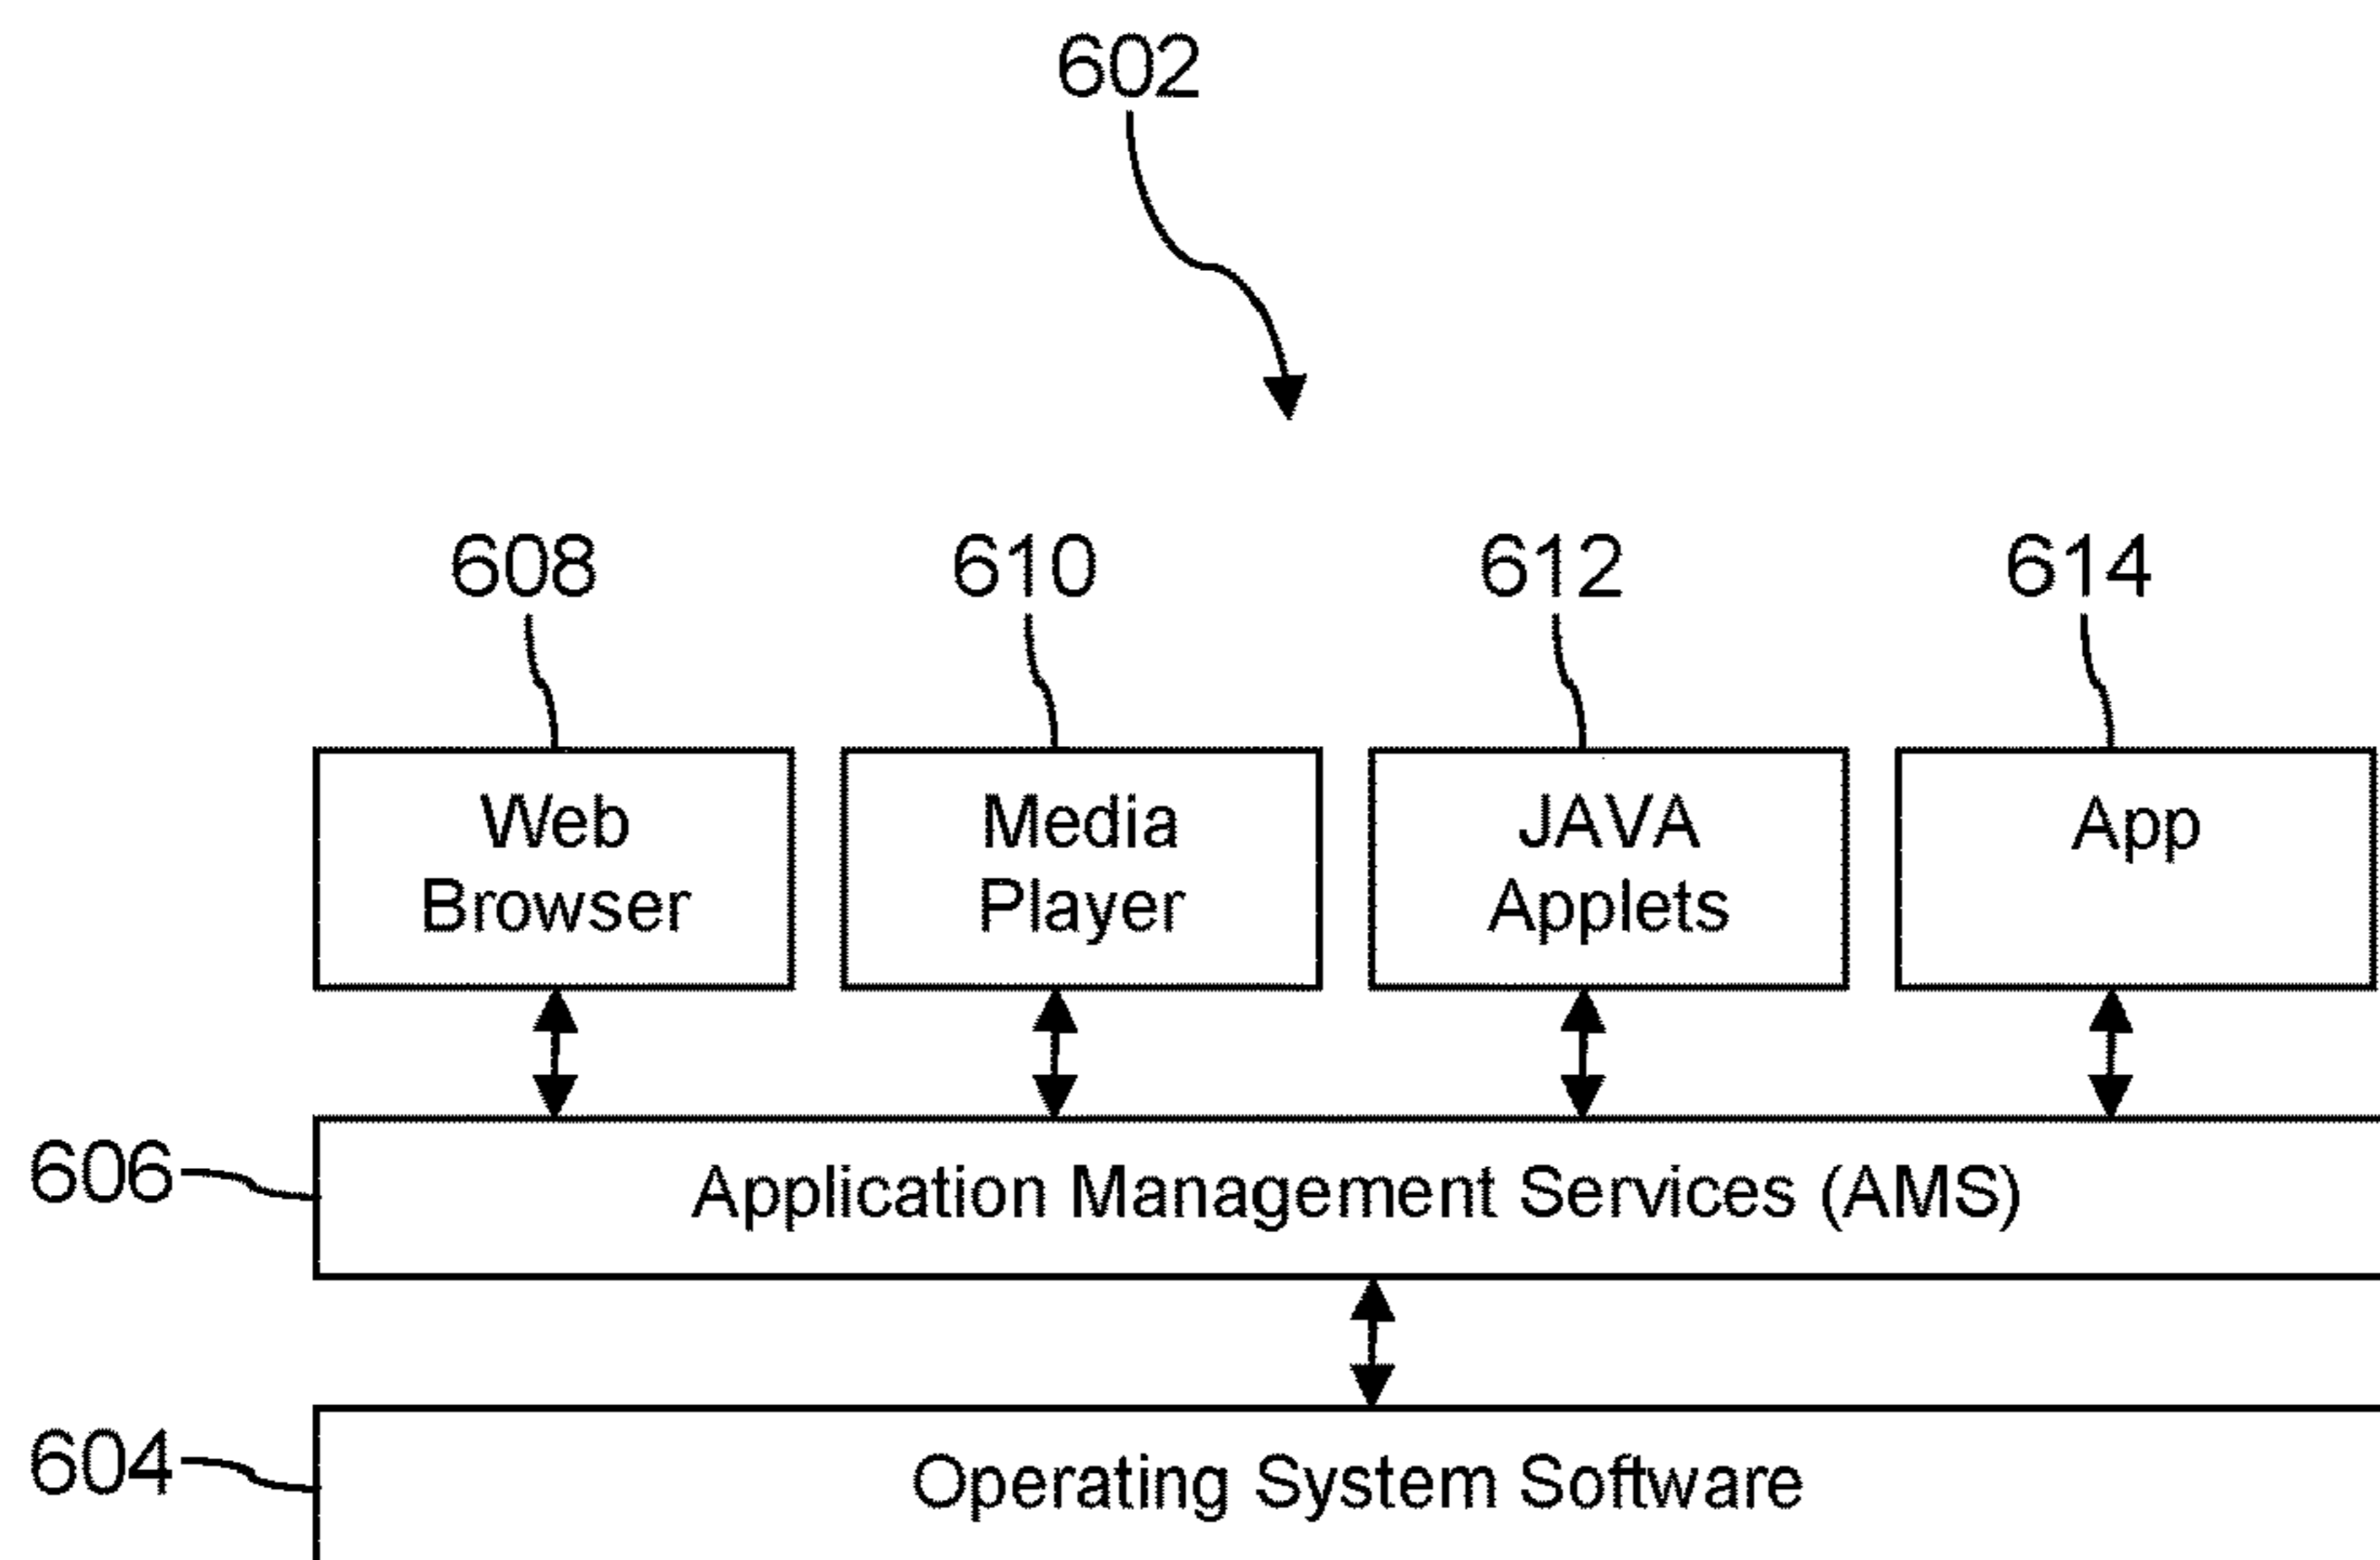 602
608 610 612 614
Web
Browser
Media
Player
JAVA
Applets
App
606
Application Management Services (AMS)
604
Operating System Software